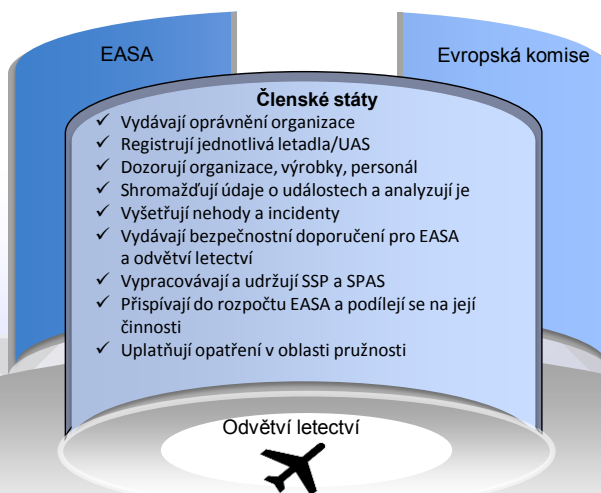 EASA
Evropská komise
Členské státy
✓ Vydávají oprávnění organizace
✓ Registrují jednotlivá letadla/UAS
✓ Dozorují organizace, výrobky, personál
✓ Shromažďují údaje o událostech a analyzují je
✓ Vyšetřují nehody a incidenty
✓ Vydávají bezpečnostní doporučení pro EASA
a odvětví letectví
✓ Vypracovávají a udržují SSP a SPAS
✓ Přispívají do rozpočtu EASA a podílejí se na její
činnosti
✓ Uplatňují opatření v oblasti pružnosti
Odvětví letectví